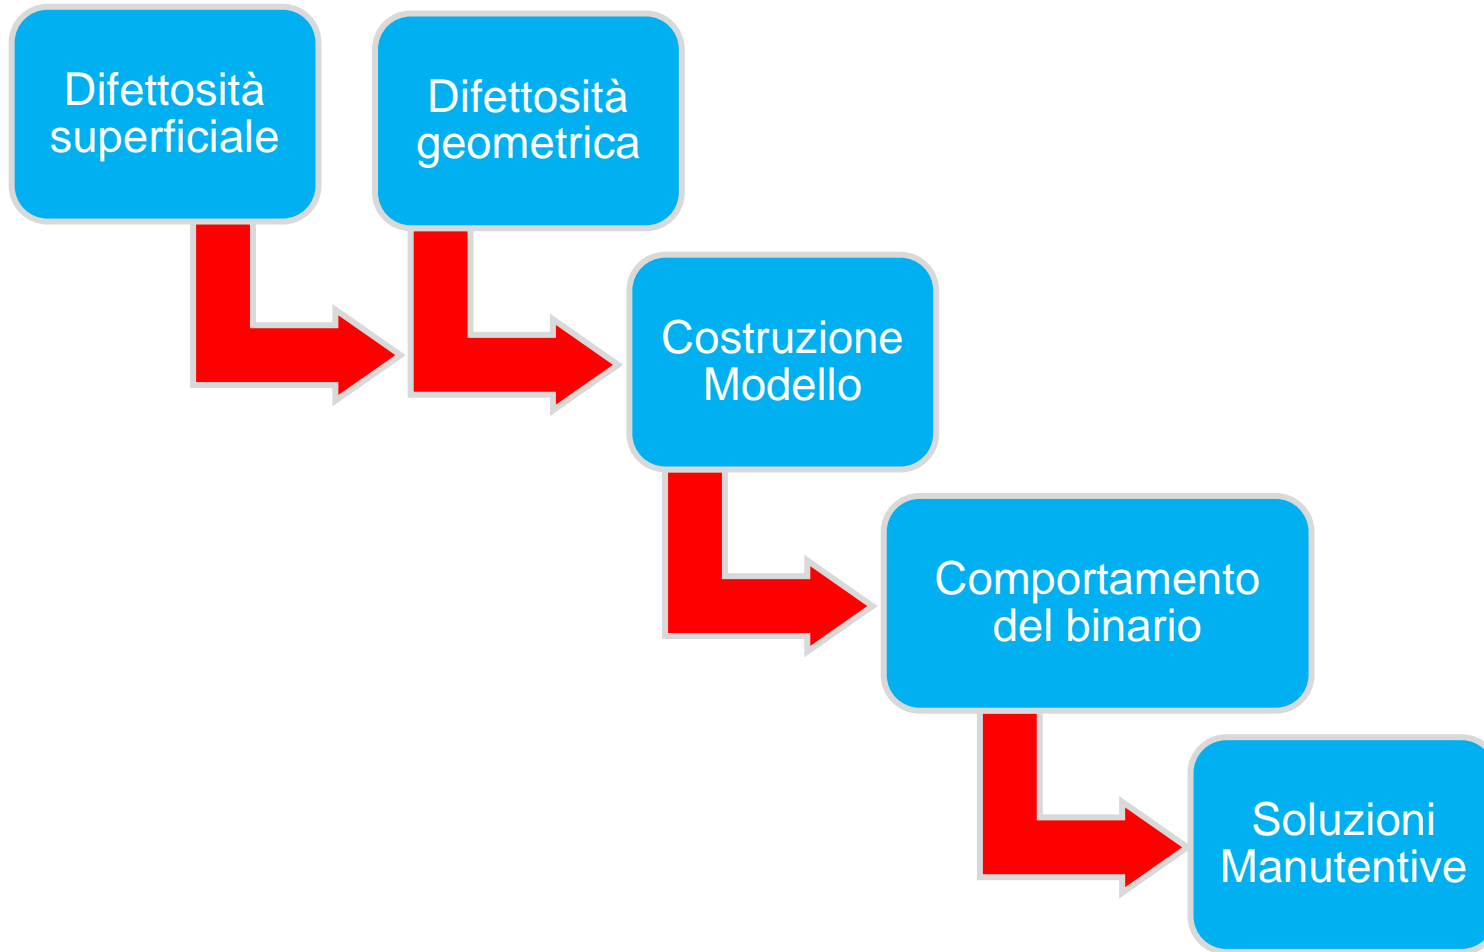 Difettosità
superficiale
Difettosità
geometrica
Costruzione
Modello
Comportamento
del binario
Soluzioni
Manutentive